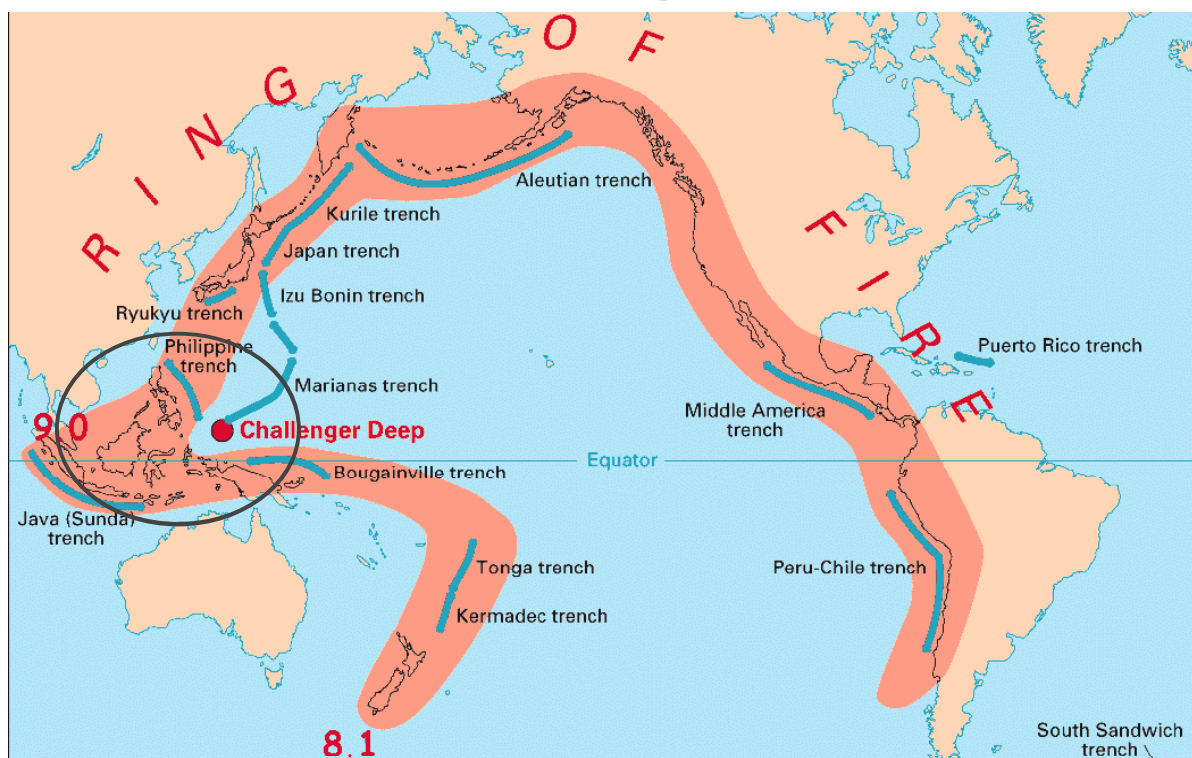 RING OF FIRE
Aleutian trench
Kurile trench
Japan trench
Izu Bonin trench
Ryukyu trench
Philippine
trench
Puerto Rico trench
Marianas trench
Middle America
trench
9.0
Challenger Deep
Equator
Bougainville trench
Java (Sunda)
trench
Tonga trench
Peru-Chile trench
Kermadec trench
8.1
South Sandwich
trench